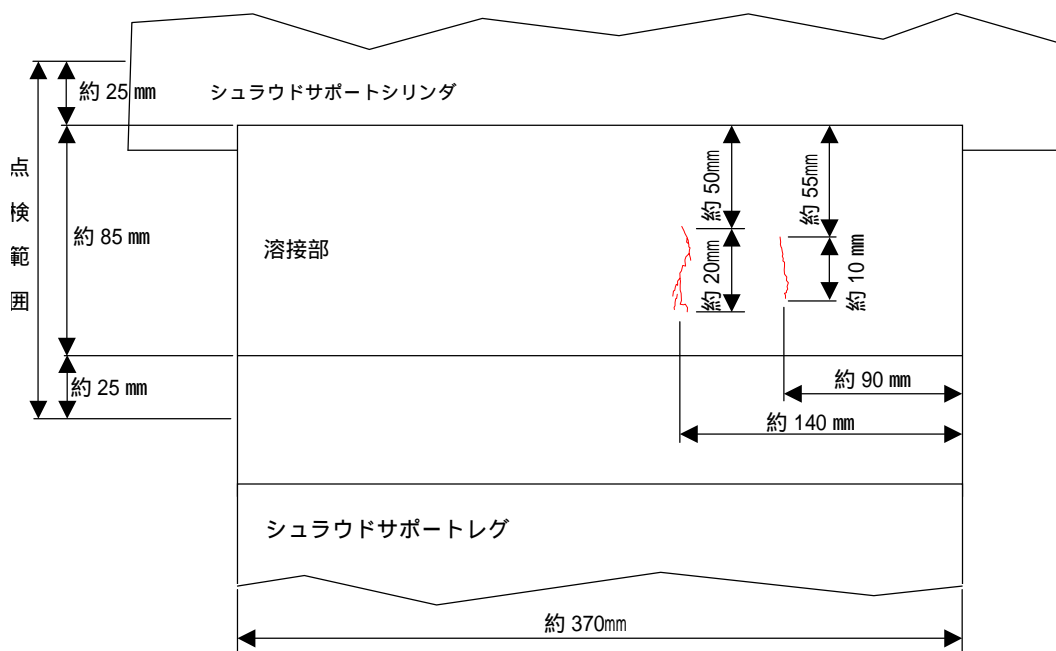 約 25 ㎜
シュラウドサポートシリンダ
点検範囲
約 85 ㎜
溶接部
約 50㎜
約 20㎜
約 55㎜
約 10 ㎜
約 25 ㎜
約 90 ㎜
約 140 ㎜
シュラウドサポートレグ
約 370㎜